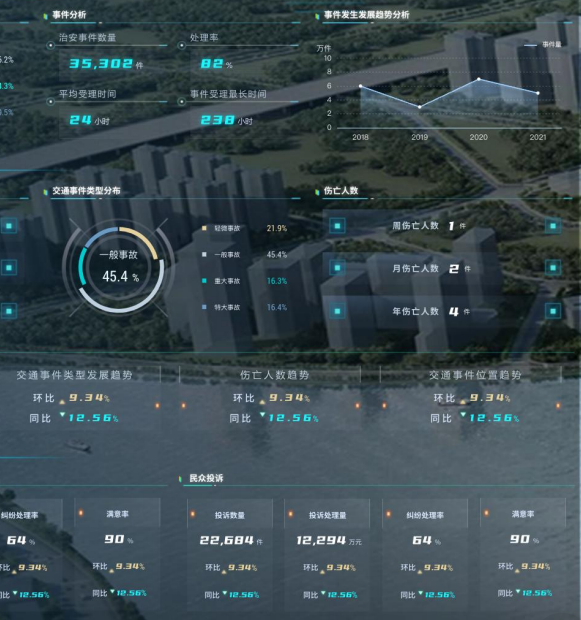 事件分析
治安事件数量
35,302 件
处理率
82 %
平均受理时间
24 小时
事件受理最长时间
238 小时
5.2%
事件发生发展趋势分析
万件
事件量
10
8
6
4
2
0
2018 2019 2020 2021
交通事件类型分布
一般事故
45.4 %
轻微事故 21.9%
一般事故 45.4%
重大事故 16.3%
特大事故 16.4%
伤亡人数
周伤亡人数 1 件
月伤亡人数 2 件
年伤亡人数 4 件
交通事件类型发展趋势
环比 9.34%
同比 12.56%
伤亡人数趋势
环比 9.34%
同比 12.56%
交通事件位置趋势
环比 9.34%
同比 12.56%
民众投诉
纠纷处理率
64 %
环比 9.34%
同比 12.56%
满意率
90 %
环比 9.34%
同比 12.56%
投诉数量
22,684 件
环比 9.34%
同比 12.56%
投诉处理量
12,294 万元
环比 9.34%
同比 12.56%
纠纷处理率
64 %
环比 9.34%
同比 12.56%
满意率
90 %
环比 9.34%
同比 12.56%